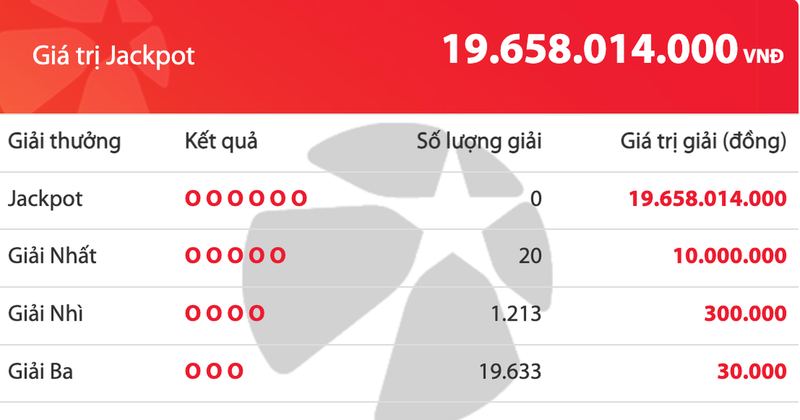 Giá trị Jackpot 19.658.014.000 VNĐ
Giải thưởng Kết quả Số lượng giải Giá trị giải (đồng)
Jackpot O O O O O O 0 19.658.014.000
Giải Nhất O O O O O 20 10.000.000
Giải Nhì O O O O 1.213 300.000
Giải Ba O O O 19.633 30.000